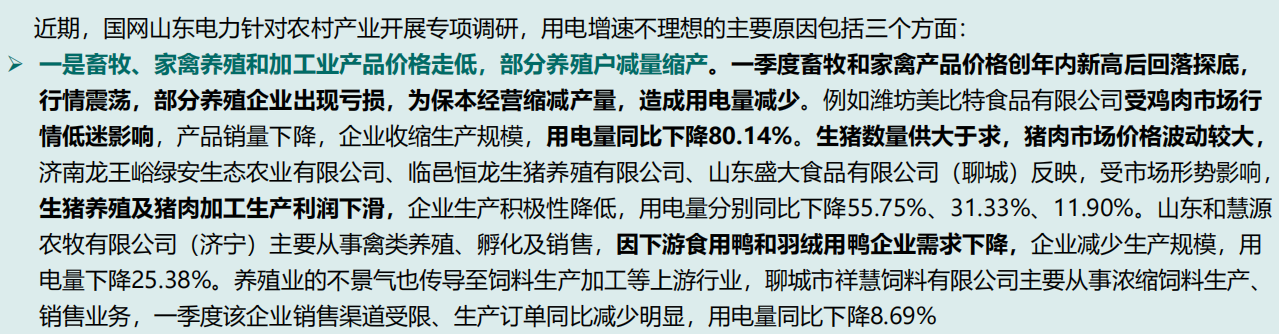 近期，国网山东电力针对农村产业开展专项调研，用电增速不理想的主要原因包括三个方面：
➢ 一是畜牧、家禽养殖和加工业产品价格走低，部分养殖户减量缩产。一季度畜牧和家禽产品价格创年内新高后回落探底，
行情震荡，部分养殖企业出现亏损，为保本经营缩减产量，造成用电量减少。例如潍坊美比特食品有限公司受鸡肉市场行
情低迷影响，产品销量下降，企业收缩生产规模，用电量同比下降80.14%。生猪数量供大于求，猪肉市场价格波动较大，
济南龙王峪绿安生态农业有限公司、临邑恒龙生猪养殖有限公司、山东盛大食品有限公司（聊城）反映，受市场形势影响，
生猪养殖及猪肉加工生产利润下滑，企业生产积极性降低，用电量分别同比下降55.75%、31.33%、11.90%。山东和慧源
农牧有限公司（济宁）主要从事禽类养殖、孵化及销售，因下游食用鸭和羽绒用鸭企业需求下降，企业减少生产规模，用
电量下降25.38%。养殖业的不景气也传导至饲料生产加工等上游行业，聊城市祥慧饲料有限公司主要从事浓缩饲料生产、
销售业务，一季度该企业销售渠道受限、生产订单同比减少明显，用电量同比下降8.69%